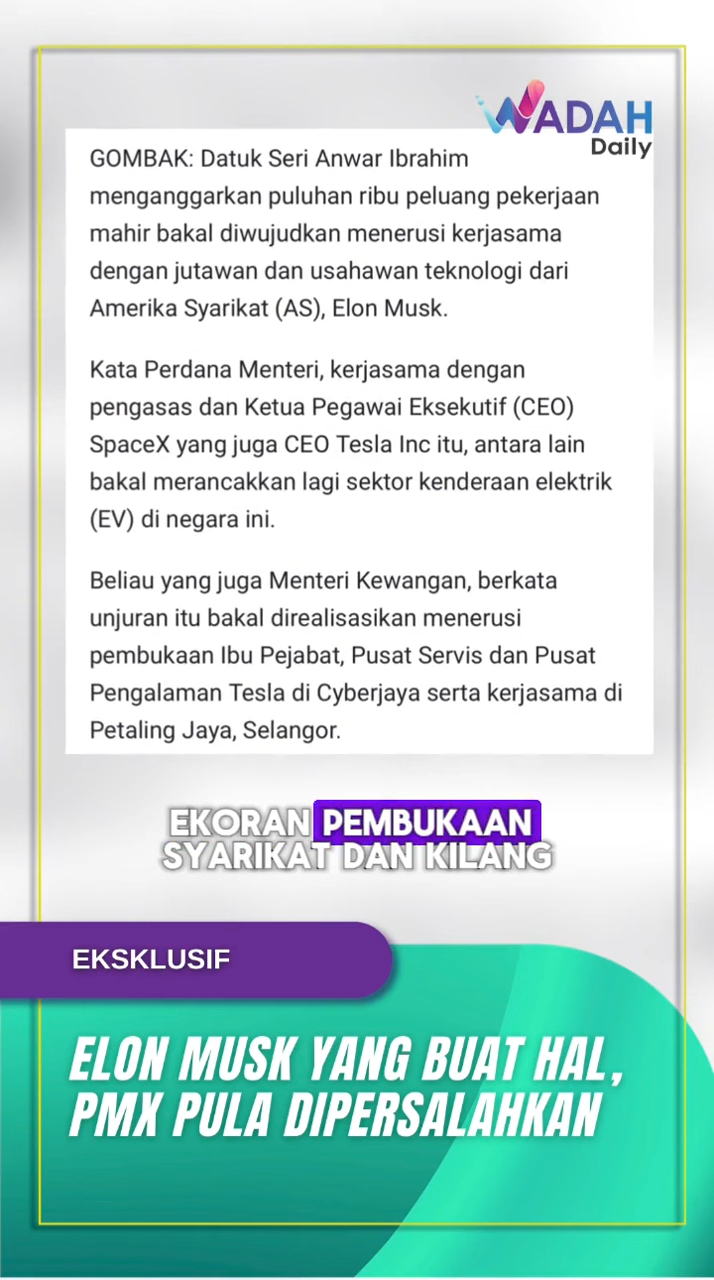 WADAH
Daily
GOMBAK: Datuk Seri Anwar Ibrahim
menganggarkan puluhan ribu peluang pekerjaan
mahir bakal diwujudkan menerusi kerjasama
dengan jutawan dan usahawan teknologi dari
Amerika Syarikat (AS), Elon Musk.
Kata Perdana Menteri, kerjasama dengan
pengasas dan Ketua Pegawai Eksekutif (CEO)
SpaceX yang juga CEO Tesla Inc itu, antara lain
bakal merancakkan lagi sektor kenderaan elektrik
(EV) di negara ini.
Beliau yang juga Menteri Kewangan, berkata
unjuran itu bakal direalisasikan menerusi
pembukaan Ibu Pejabat, Pusat Servis dan Pusat
Pengalaman Tesla di Cyberjaya serta kerjasama di
Petaling Jaya, Selangor.
EKORAN PEMBUKAAN
SYARIKAT DAN KILANG
EKSKLUSIF
ELON MUSK YANG BUAT HAL,
PMX PULA DIPERSALAHKAN